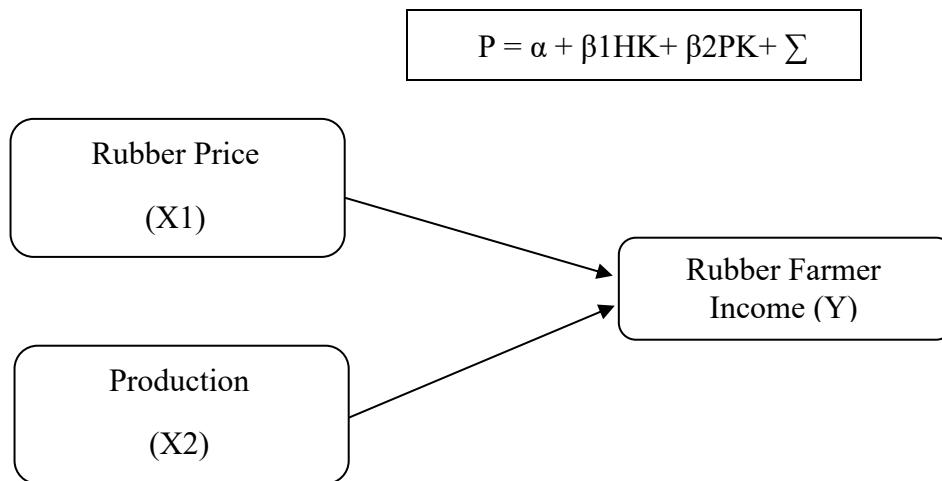 P = α + β1HK+ β2PK+ ∑
Rubber Price
(X1)
Rubber Farmer
Income (Y)
Production
(X2)